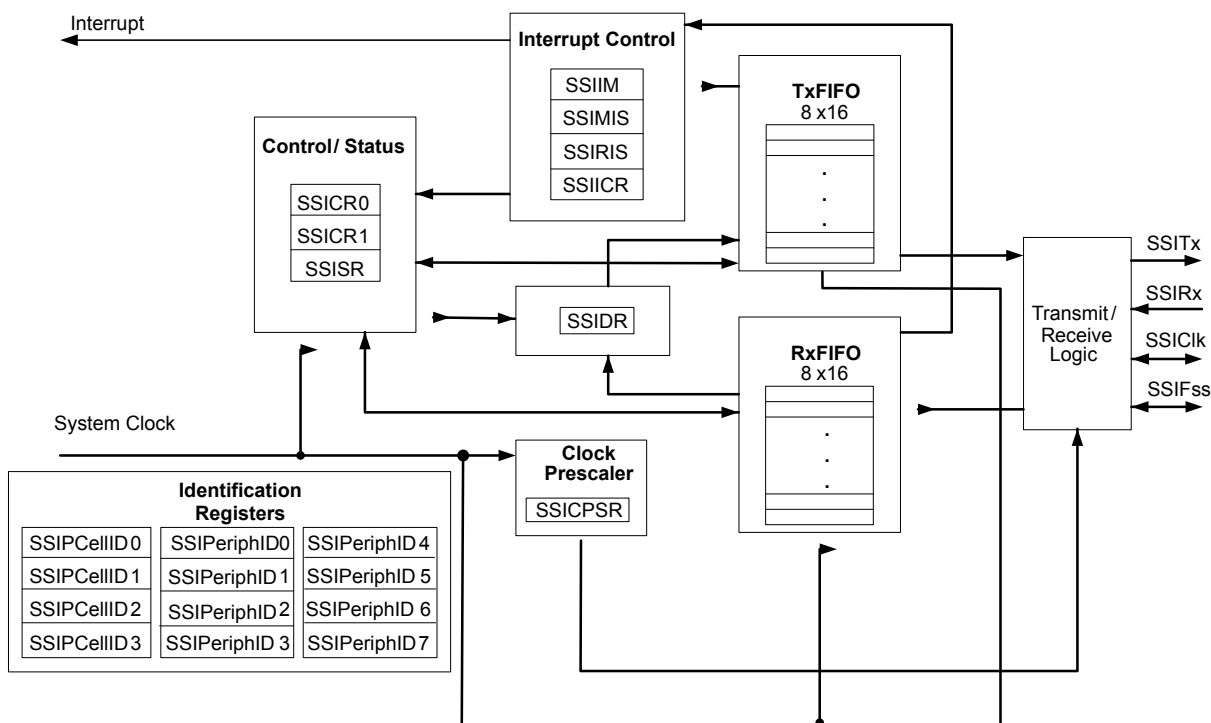 Interrupt
Interrupt Control
SSIIM
SSIMIS
SSIRIS
SSIICR
TxFIFO
8 x16
.
.
.
Control/ Status
SSICR0
SSICR1
SSISR
SSIDR
RxFIFO
8 x16
.
.
.
Transmit/
Receive
Logic
SSITx
SSIRx
SSIClk
SSIFss
System Clock
Clock
Prescaler
SSICPSR
Identification
Registers
SSIPCellID0
SSIPCellID1
SSIPCellID2
SSIPCellID3
SSIPeriphID0
SSIPeriphID1
SSIPeriphID2
SSIPeriphID3
SSIPeriphID4
SSIPeriphID5
SSIPeriphID6
SSIPeriphID7